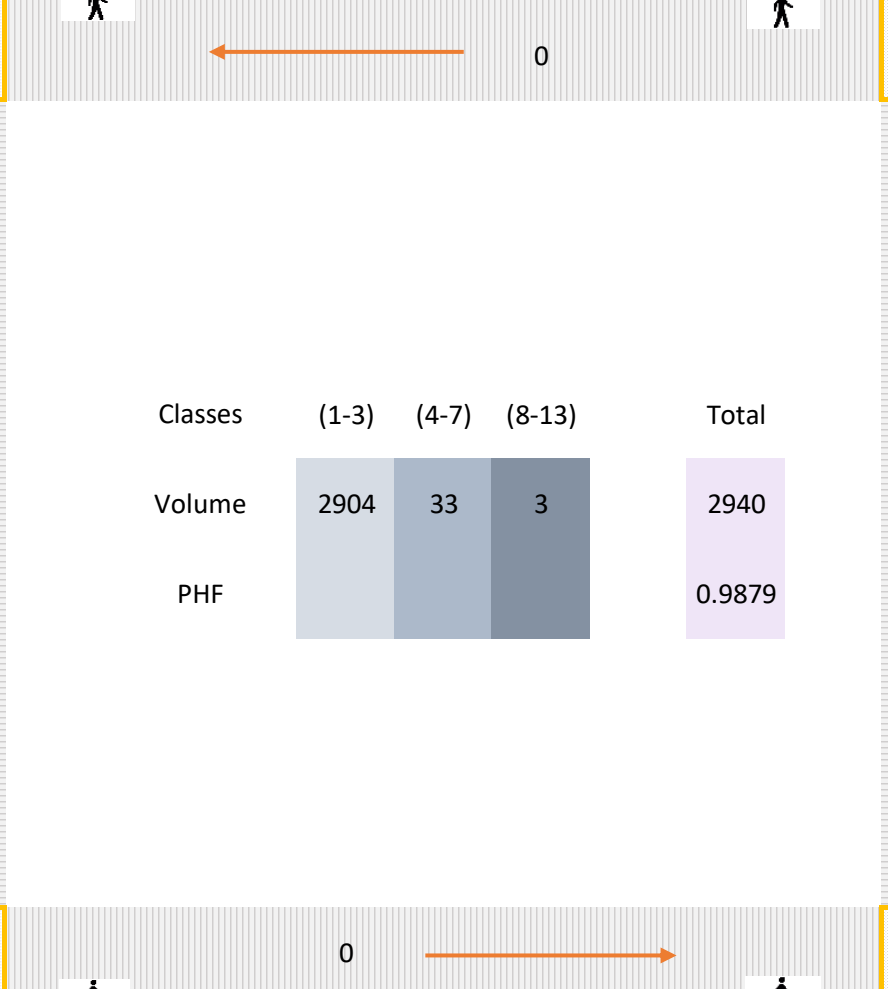 0
Classes (1-3) (4-7) (8-13) Total
Volume 2904 33 3 2940
PHF 0.9879
0